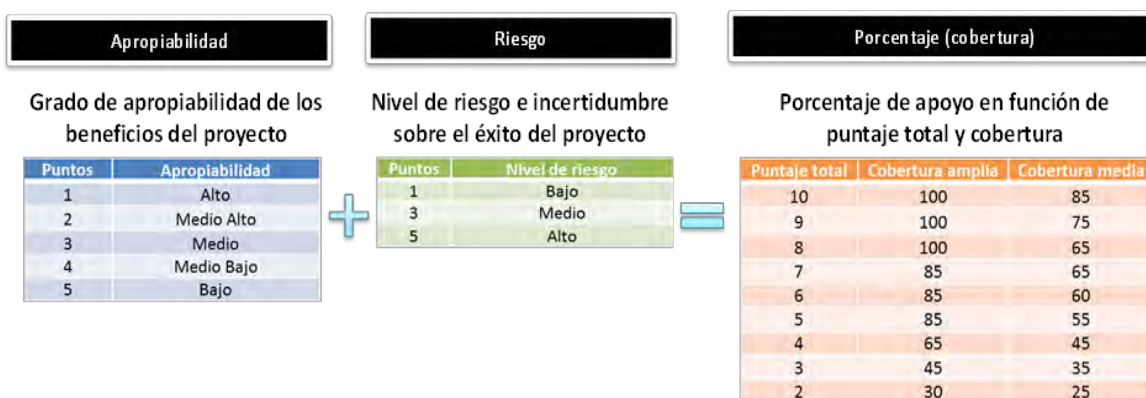 Apropiabilidad
Grado de apropiabilidad de los
beneficios del proyecto
Puntos Apropiabilidad
1 Alto
2 Medio Alto
3 Medio
4 Medio Bajo
5 Bajo
Riesgo
Nivel de riesgo e incertidumbre
sobre el éxito del proyecto
Puntos Nivel de riesgo
1 Bajo
3 Medio
5 Alto
Porcentaje (cobertura)
Porcentaje de apoyo en función de
puntaje total y cobertura
Puntaje total Cobertura amplia Cobertura media
10 100 85
9 100 75
8 100 65
7 85 65
6 85 60
5 85 55
4 65 45
3 45 35
2 30 25